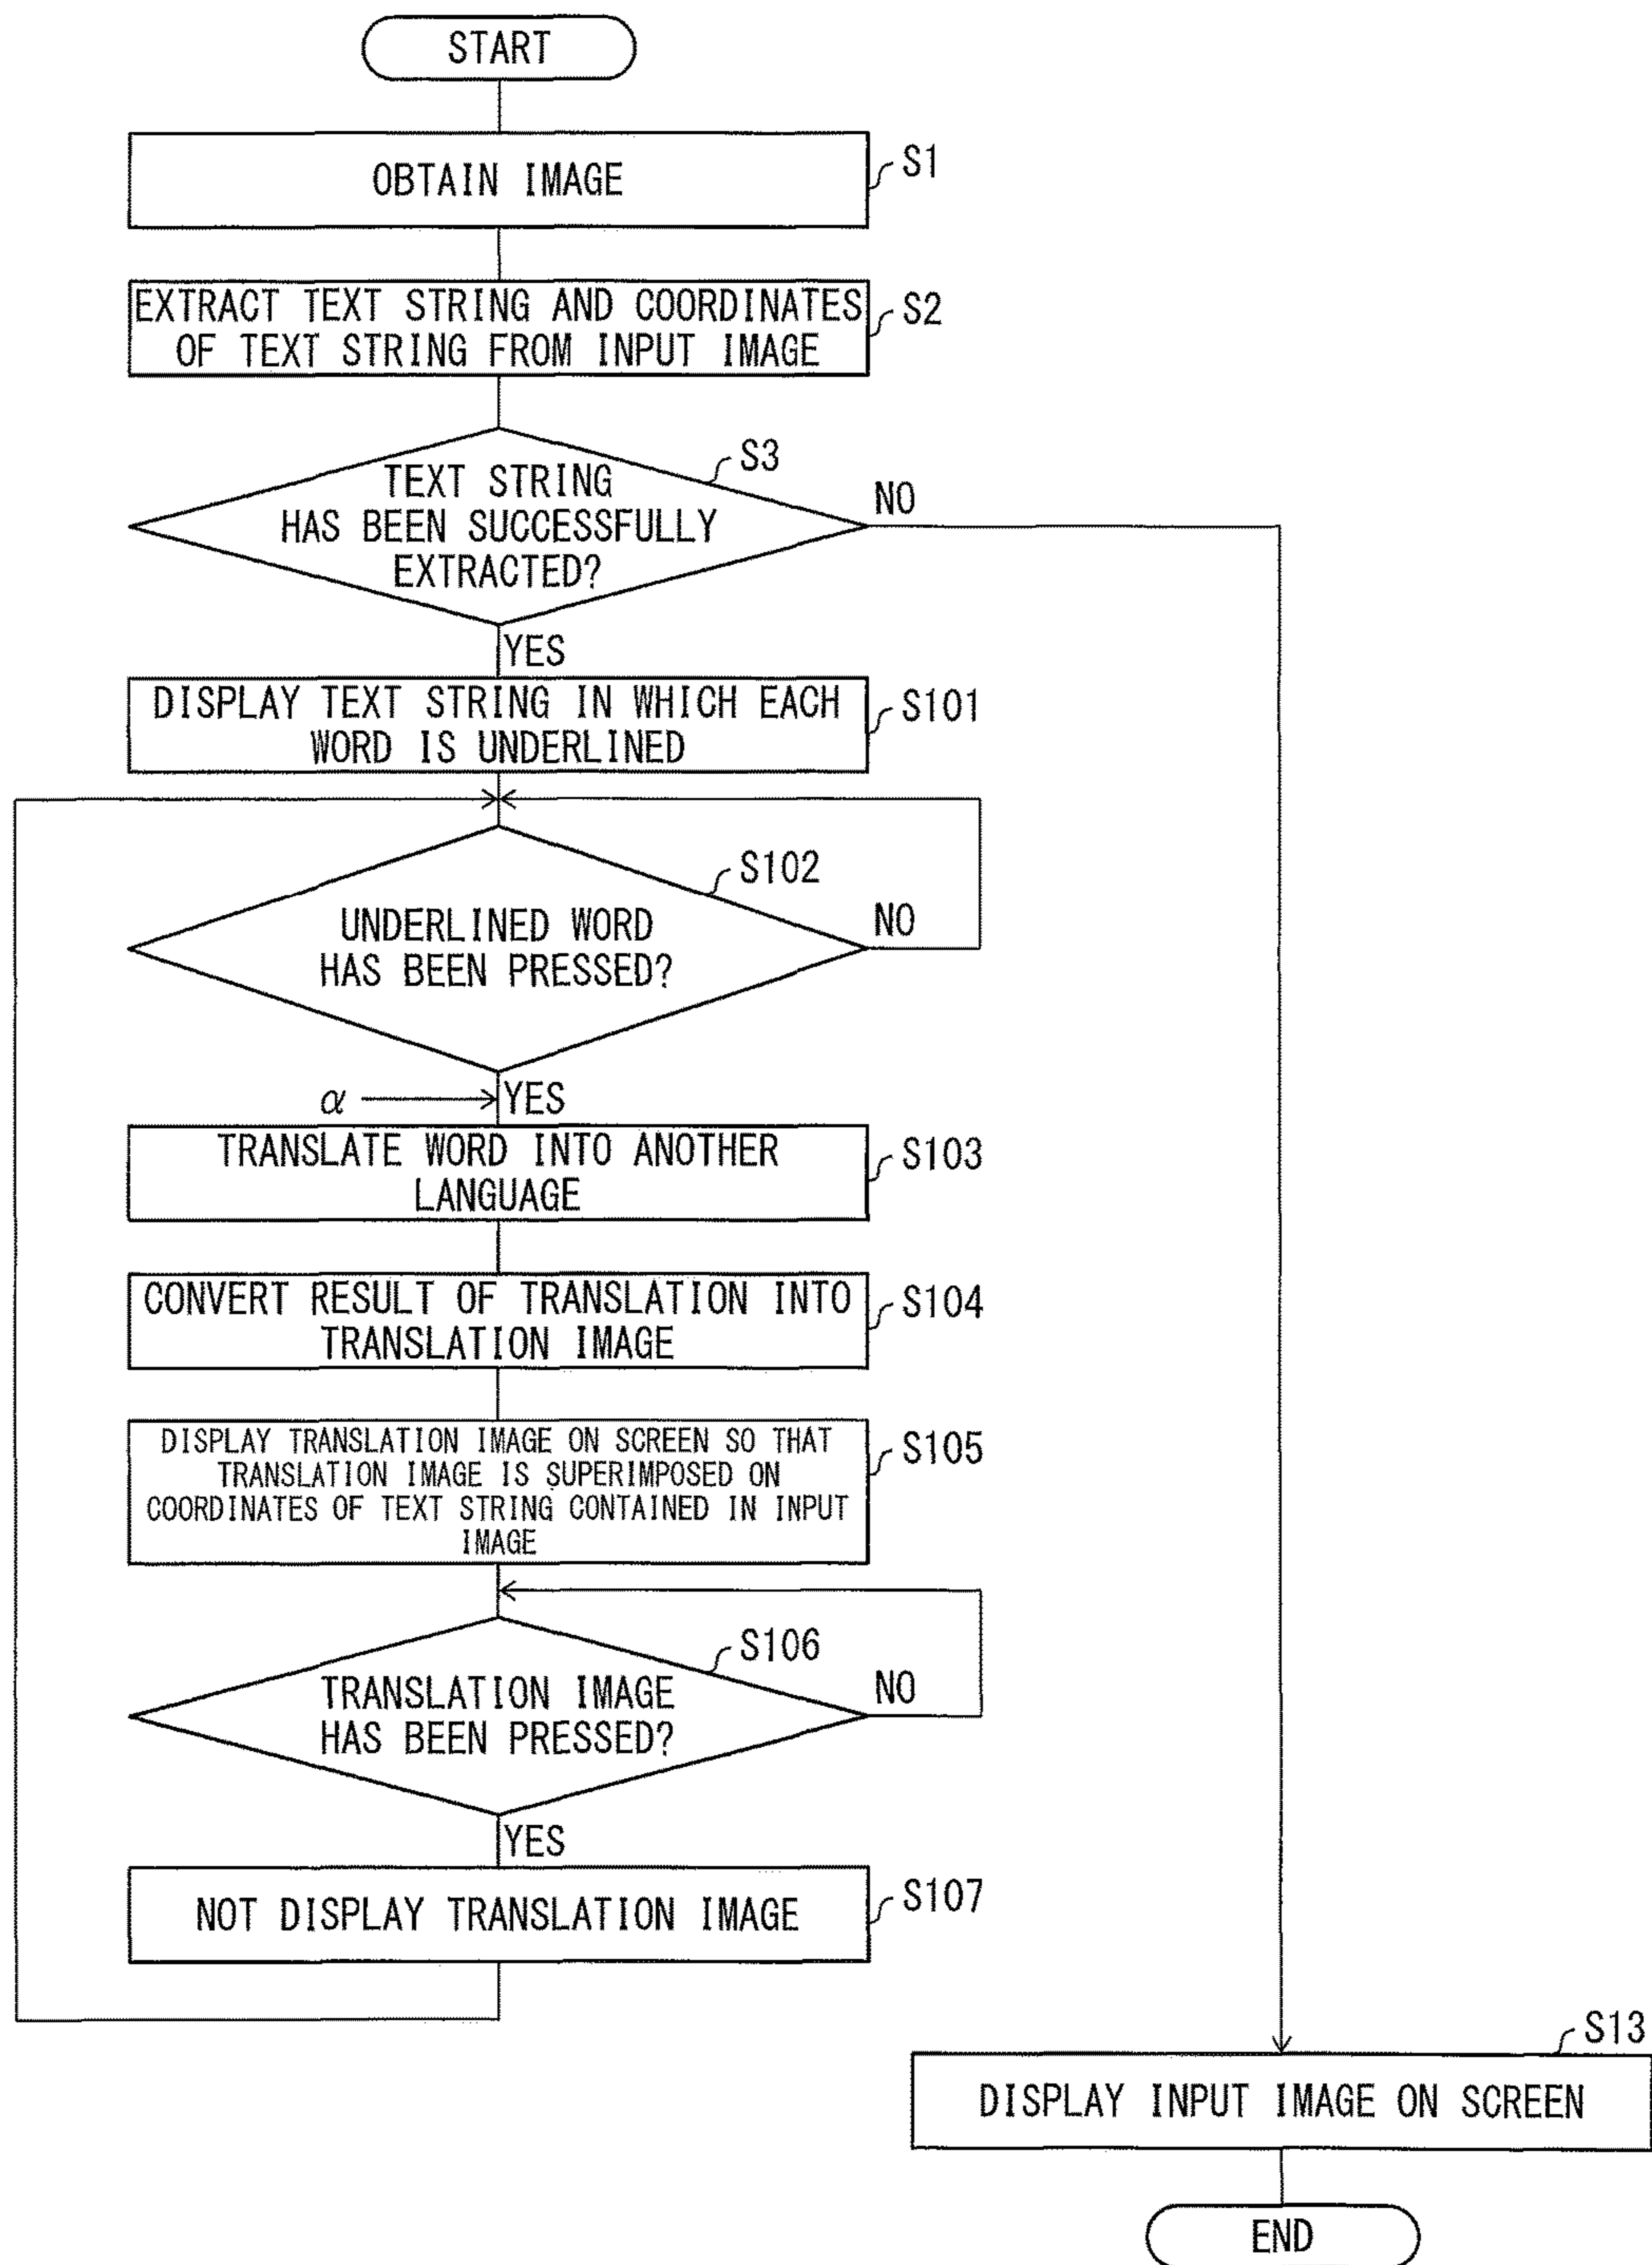 START
OBTAIN IMAGE
S1
EXTRACT TEXT STRING AND COORDINATES
OF TEXT STRING FROM INPUT IMAGE
S2
S3
TEXT STRING
HAS BEEN SUCCESSFULLY
EXTRACTED?
NO
YES
DISPLAY TEXT STRING IN WHICH EACH
WORD IS UNDERLINED
S101
S102
UNDERLINED WORD
HAS BEEN PRESSED?
NO
α
YES
TRANSLATE WORD INTO ANOTHER
LANGUAGE
S103
CONVERT RESULT OF TRANSLATION INTO
TRANSLATION IMAGE
S104
DISPLAY TRANSLATION IMAGE ON SCREEN SO THAT
TRANSLATION IMAGE IS SUPERIMPOSED ON
COORDINATES OF TEXT STRING CONTAINED IN INPUT
IMAGE
S105
S106
TRANSLATION IMAGE
HAS BEEN PRESSED?
NO
YES
NOT DISPLAY TRANSLATION IMAGE
S107
S13
DISPLAY INPUT IMAGE ON SCREEN
END